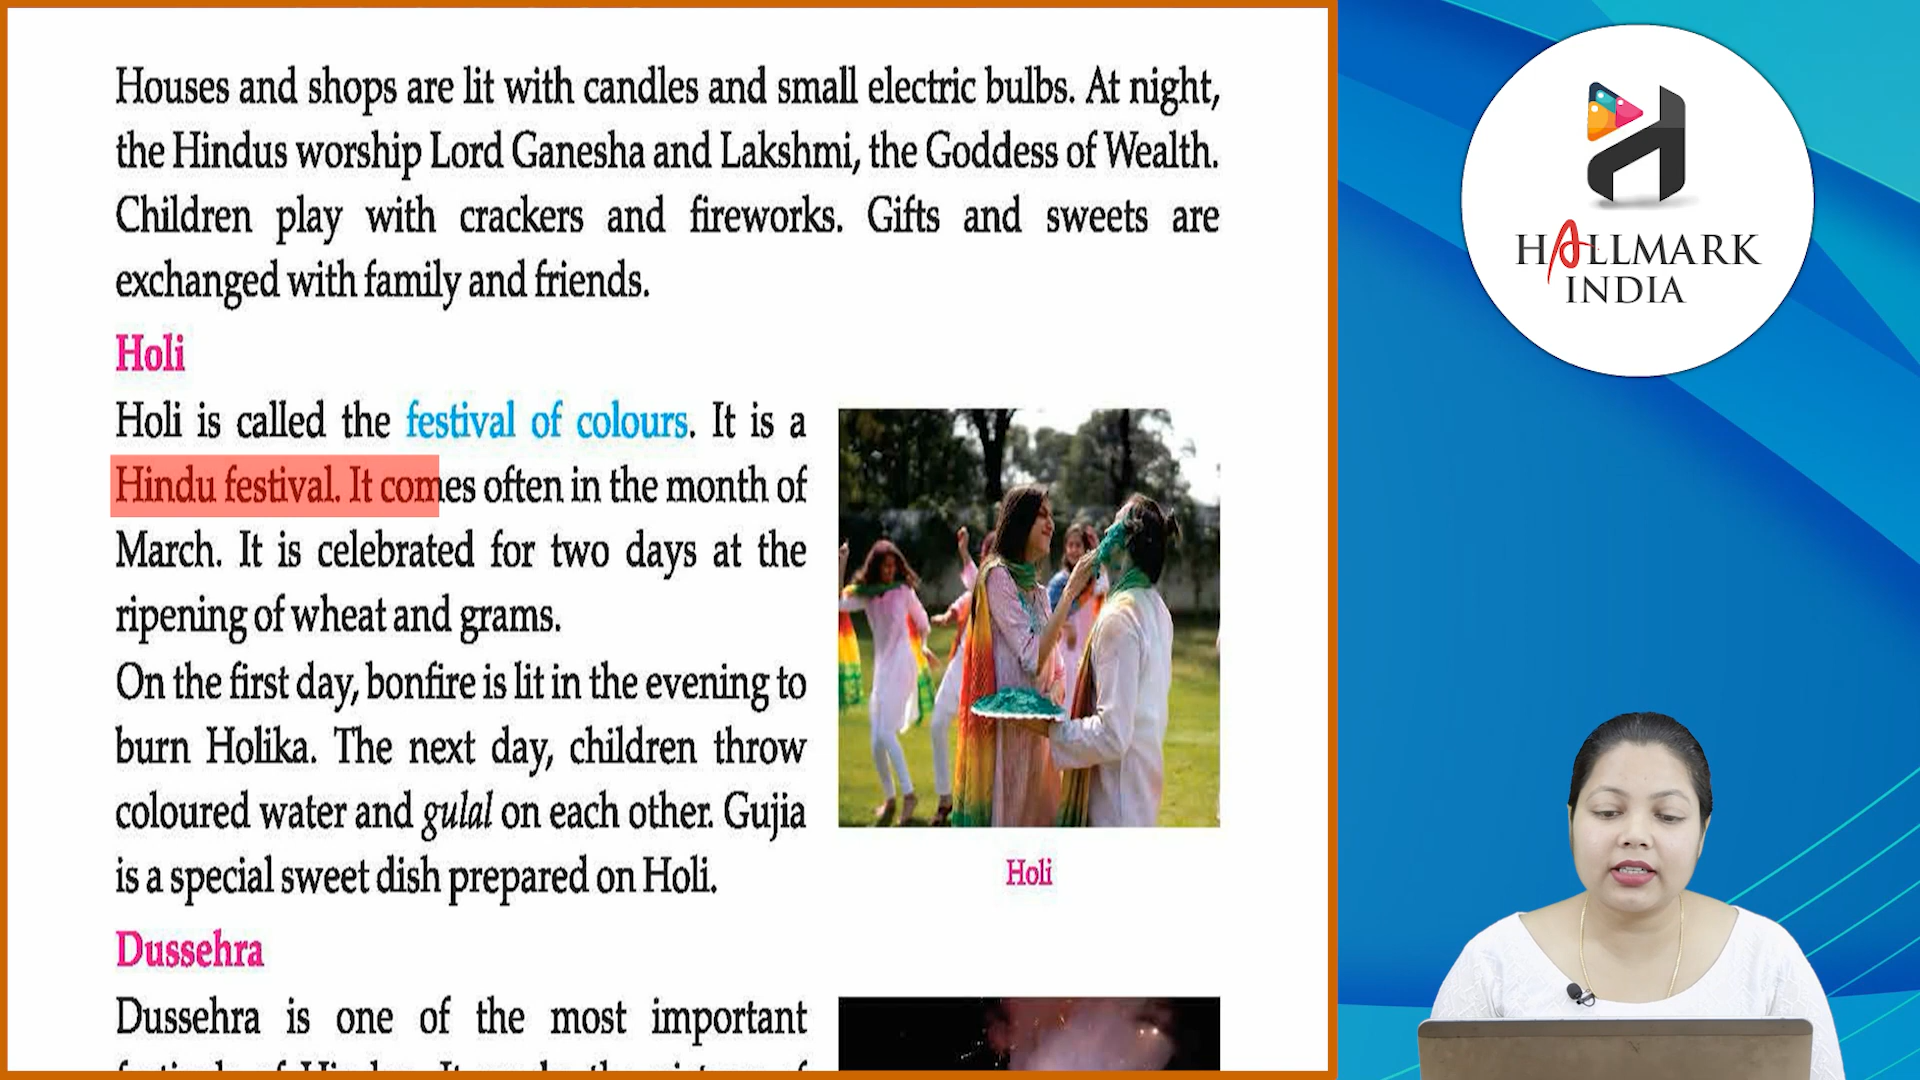 Houses and shops are lit with candles and small electric bulbs. At night,
the Hindus worship Lord Ganesha and Lakshmi, the Goddess of Wealth.
Children play with crackers and fireworks. Gifts and sweets are
exchanged with family and friends.
Holi
Holi is called the festival of colours. It is a
Hindu festival. It comes often in the month of
March. It is celebrated for two days at the
ripening of wheat and grams.
On the first day, bonfire is lit in the evening to
burn Holika. The next day, children throw
coloured water and gulal on each other. Gujia
is a special sweet dish prepared on Holi.
Holi
Dussehra
Dussehra is one of the most important
HALLMARK
INDIA